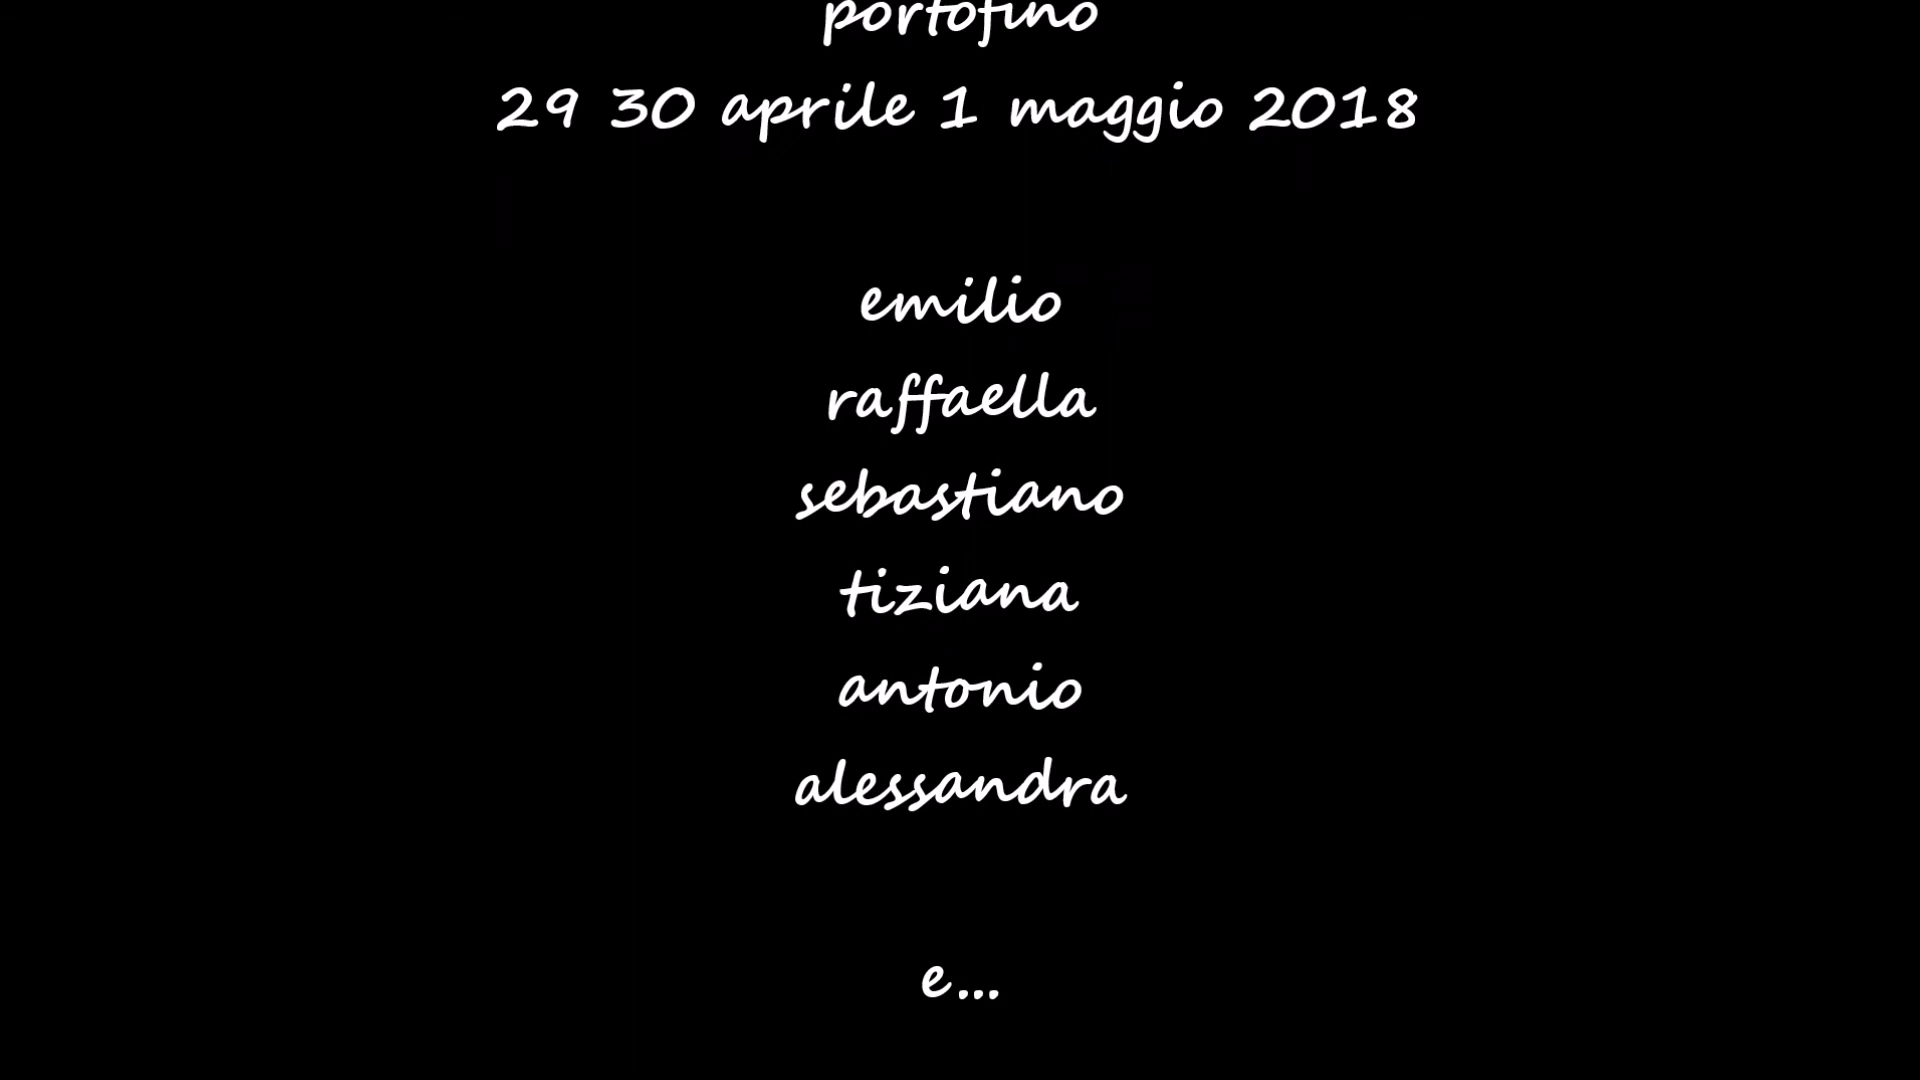 portofino
29 30 aprile 1 maggio 2018
emilio
raffaella
sebastiano
tiziana
antonio
alessandra
e...